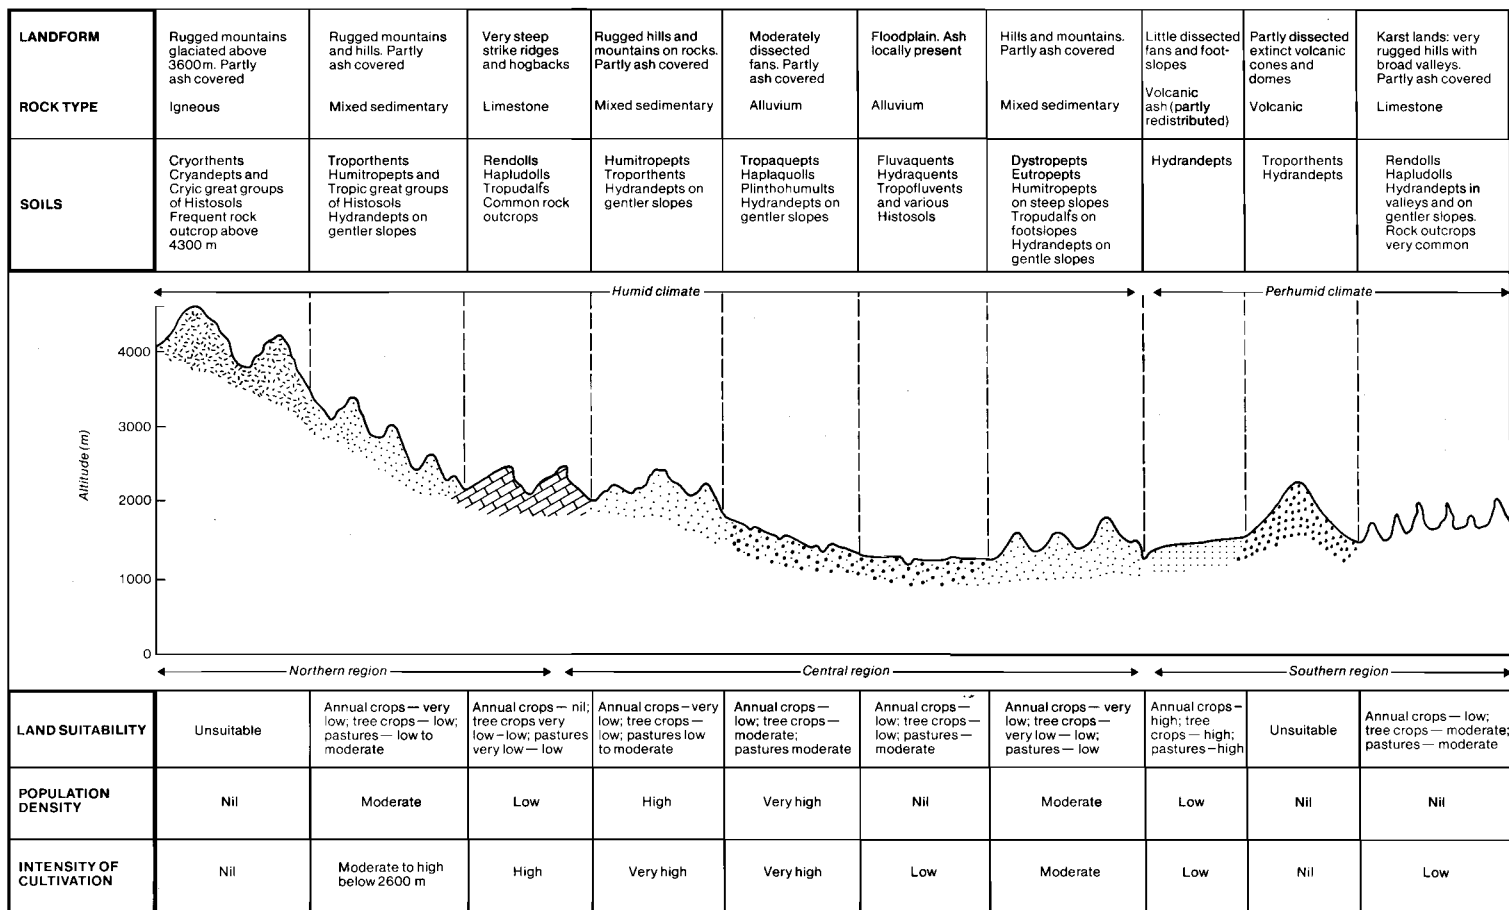 LANDFORM
Rugged mountains
glaciated above
3600m. Partly
ash covered
Rugged mountains
and hills. Partly
ash covered
Very steep
strike ridges
and hogbacks
Rugged hills and
mountains on rocks.
Partly ash covered
Moderately
dissected
fans. Partly
ash covered
Floodplain. Ash
locally present
Hills and mountains.
Partly ash covered
Little dissected
fans and foot-
slopes
Partly dissected
extinct volcanic
cones and
domes
Karst lands: very
rugged hills with
broad valleys.
Partly ash covered
ROCK TYPE
Igneous
Mixed sedimentary
Limestone
Mixed sedimentary
Alluvium
Alluvium
Mixed sedimentary
Volcanic
ash (partly
redistributed)
Volcanic
Limestone
SOILS
Cryorthents
Cryandepts and
Cryic great groups
of Histosols
Frequent rock
outcrop above
4300 m
Troporthents
Humitropepts and
Tropic great groups
of Histosols
Hydrandepts on
gentler slopes
Rendolls
Hapludolls
Tropudalfs
Common rock
outcrops
Humitropepts
Troporthents
Hydrandepts on
gentler slopes
Tropaquepts
Haplaquolls
Plinthohumults
Hydrandepts on
gentler slopes
Fluvaquents
Hydraquents
Tropofluvents
and various
Histosols
Dystropepts
Eutropepts
Humitropepts
on steep slopes
Tropudalfs on
footslopes
Hydrandepts on
gentle slopes
Hydrandepts
Troporthents
Hydrandepts
Rendolls
Hapludolls
Hydrandepts in
valleys and on
gentler slopes.
Rock outcrops
very common
Humid climate
Perhumid climate
Altitude (m)
4000
3000
2000
1000
0
Northern region
Central region
Southern region
LAND SUITABILITY
Unsuitable
Annual crops — very
low; tree crops — low;
pastures — low to
moderate
Annual crops — nil;
tree crops very
low – low; pastures
very low — low
Annual crops – very
low; tree crops —
low; pastures low
to moderate
Annual crops —
low; tree crops —
moderate;
pastures moderate
Annual crops —
low; tree crops —
low; pastures —
moderate
Annual crops — very
low; tree crops —
very low — low;
pastures — low
Annual crops –
high; tree
crops — high;
pastures – high
Unsuitable
Annual crops — low;
tree crops — moderate;
pastures — moderate
POPULATION
DENSITY
Nil
Moderate
Low
High
Very high
Nil
Moderate
Low
Nil
Nil
INTENSITY OF
CULTIVATION
Nil
Moderate to high
below 2600 m
High
Very high
Very high
Low
Moderate
Low
Nil
Low